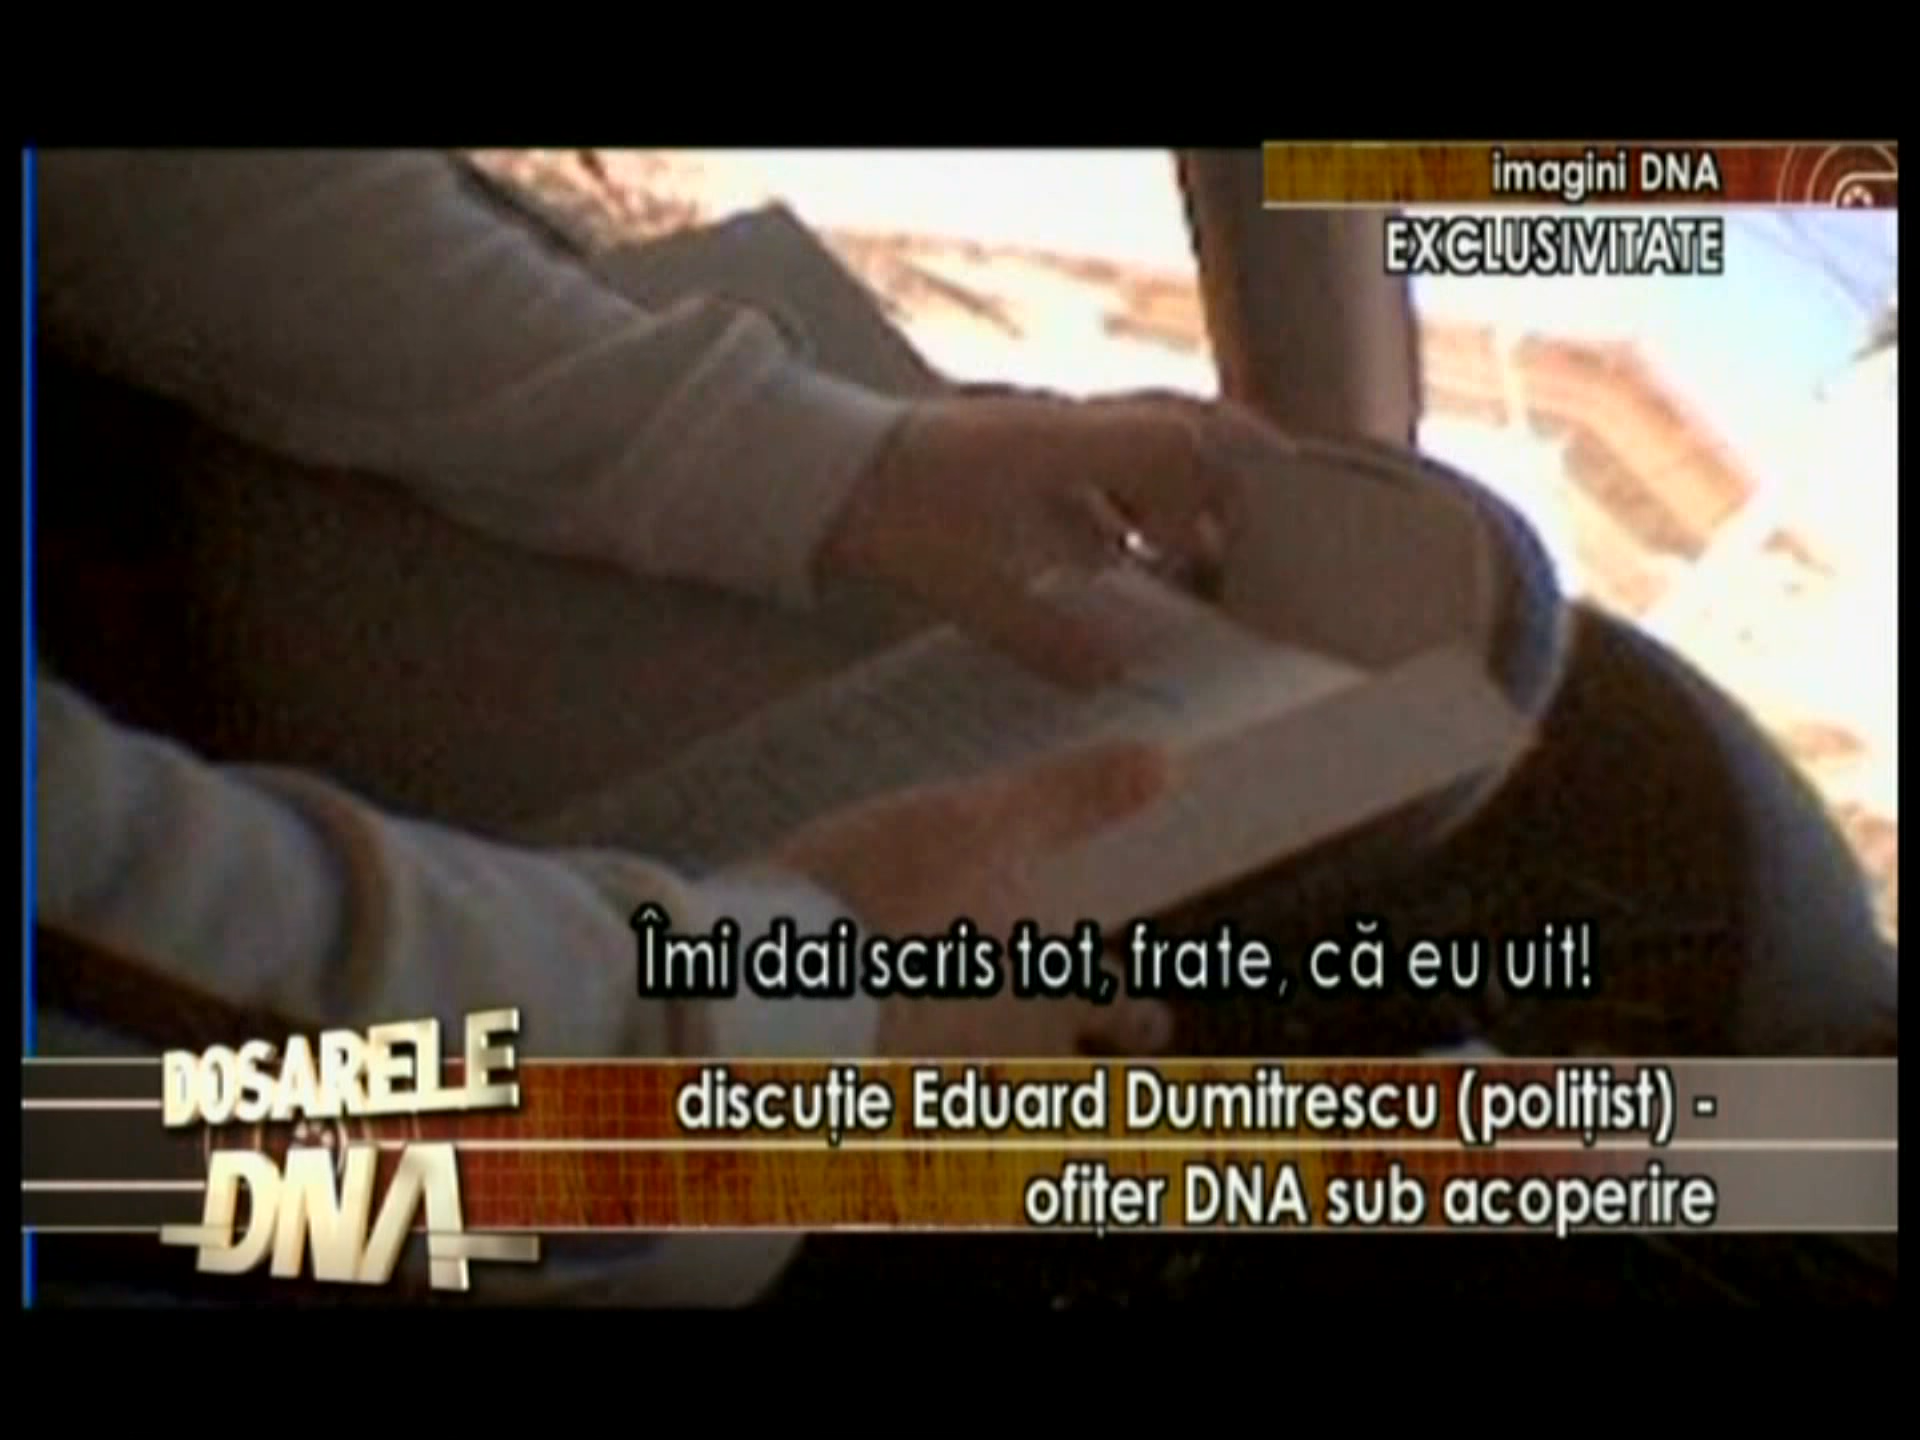 imagini DNA
EXCLUSIVITATE
Îmi dai scris tot, frate, că eu uit!
DOSARELE
DNA
discuție Eduard Dumitrescu (polițist) -
ofițer DNA sub acoperire